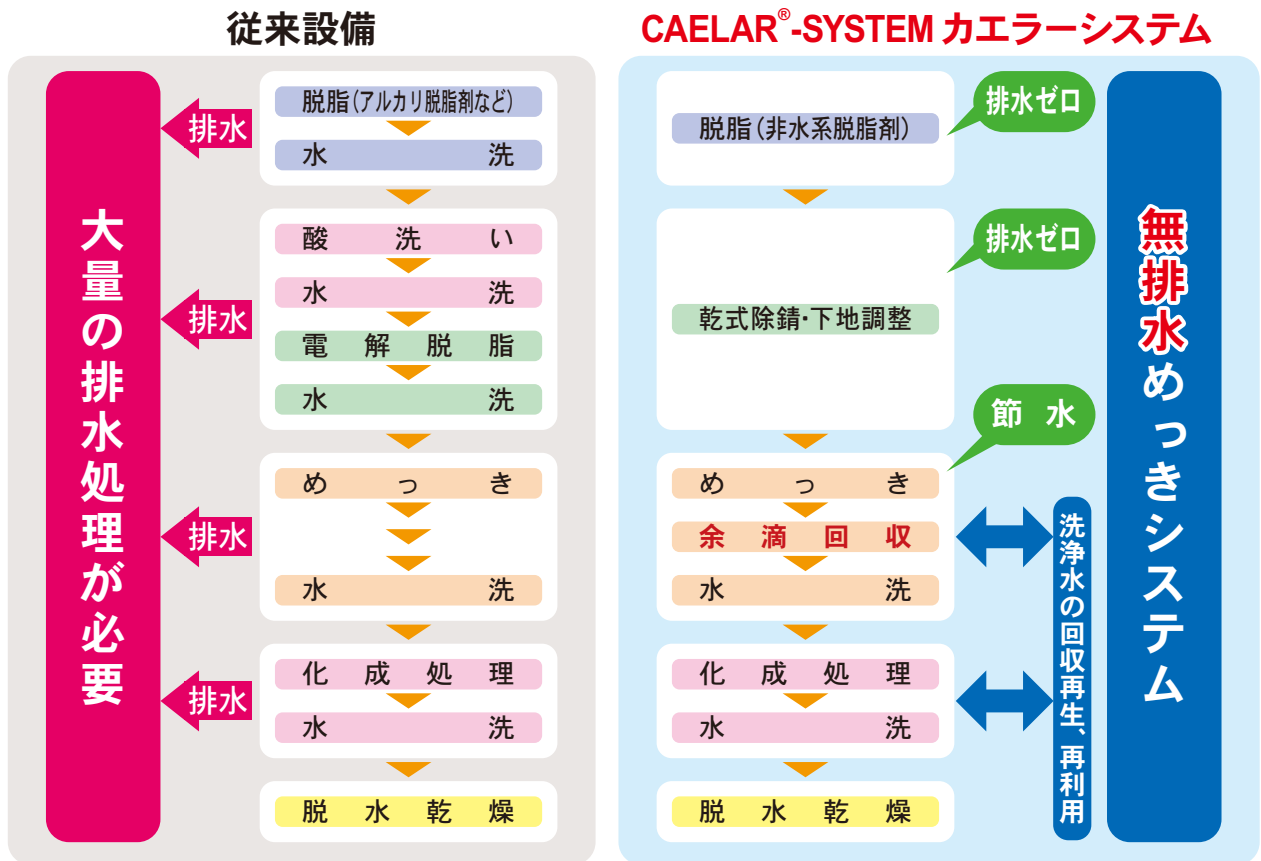 従来設備
大量の排水処理が必要
排水
脱脂(アルカリ脱脂剤など)
水洗
排水
酸洗い
水洗
電解脱脂
水洗
排水
めっき
水洗
排水
化成処理
水洗
脱水乾燥
CAELAR®-SYSTEM カエラーシステム
脱脂(非水系脱脂剤)
排水ゼロ
乾式除錆・下地調整
排水ゼロ
節水
めっき
余滴回収
水洗
化成処理
水洗
脱水乾燥
洗浄水の回収再生、再利用
無排水めっきシステム